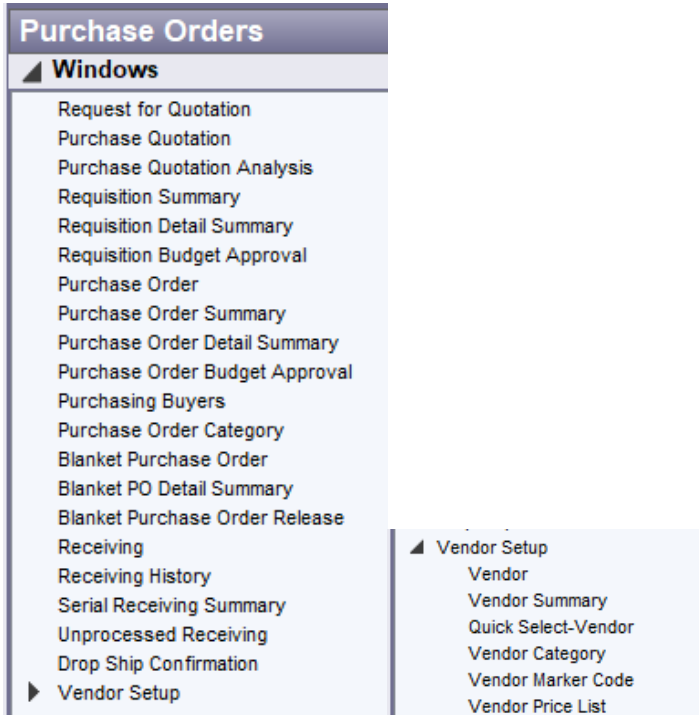 Purchase Orders
Windows
Request for Quotation
Purchase Quotation
Purchase Quotation Analysis
Requisition Summary
Requisition Detail Summary
Requisition Budget Approval
Purchase Order
Purchase Order Summary
Purchase Order Detail Summary
Purchase Order Budget Approval
Purchasing Buyers
Purchase Order Category
Blanket Purchase Order
Blanket PO Detail Summary
Blanket Purchase Order Release
Receiving
Receiving History
Serial Receiving Summary
Unprocessed Receiving
Drop Ship Confirmation
Vendor Setup
Vendor Setup
Vendor
Vendor Summary
Quick Select-Vendor
Vendor Category
Vendor Marker Code
Vendor Price List